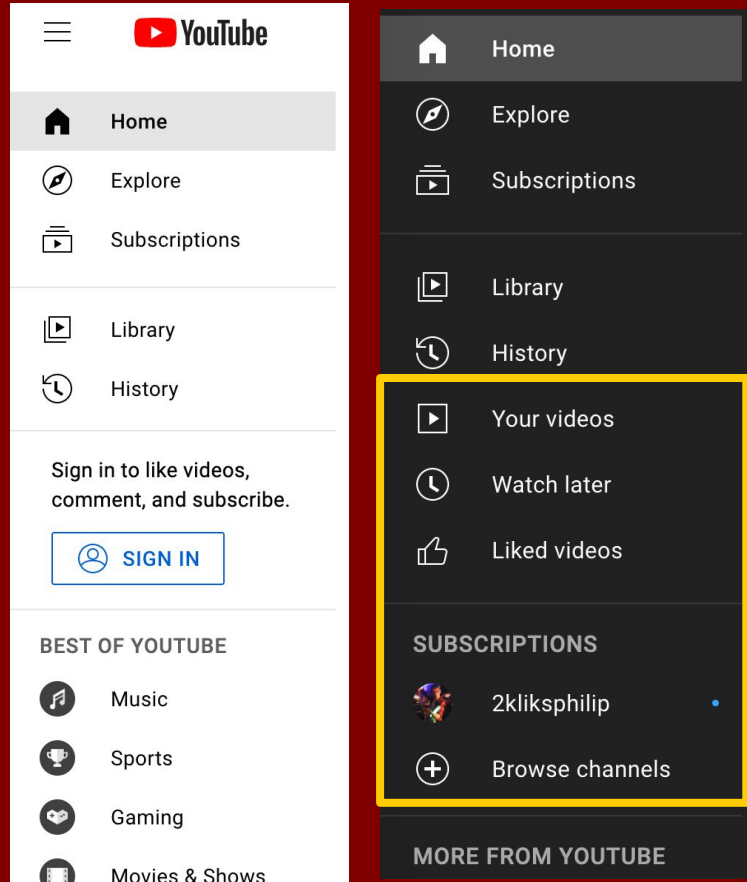 YouTube
Home
Explore
Subscriptions
Library
History
Sign in to like videos,
comment, and subscribe.
SIGN IN
BEST OF YOUTUBE
Music
Sports
Gaming
Movies & Shows
Home
Explore
Subscriptions
Library
History
Your videos
Watch later
Liked videos
SUBSCRIPTIONS
2kliksphilip
Browse channels
MORE FROM YOUTUBE